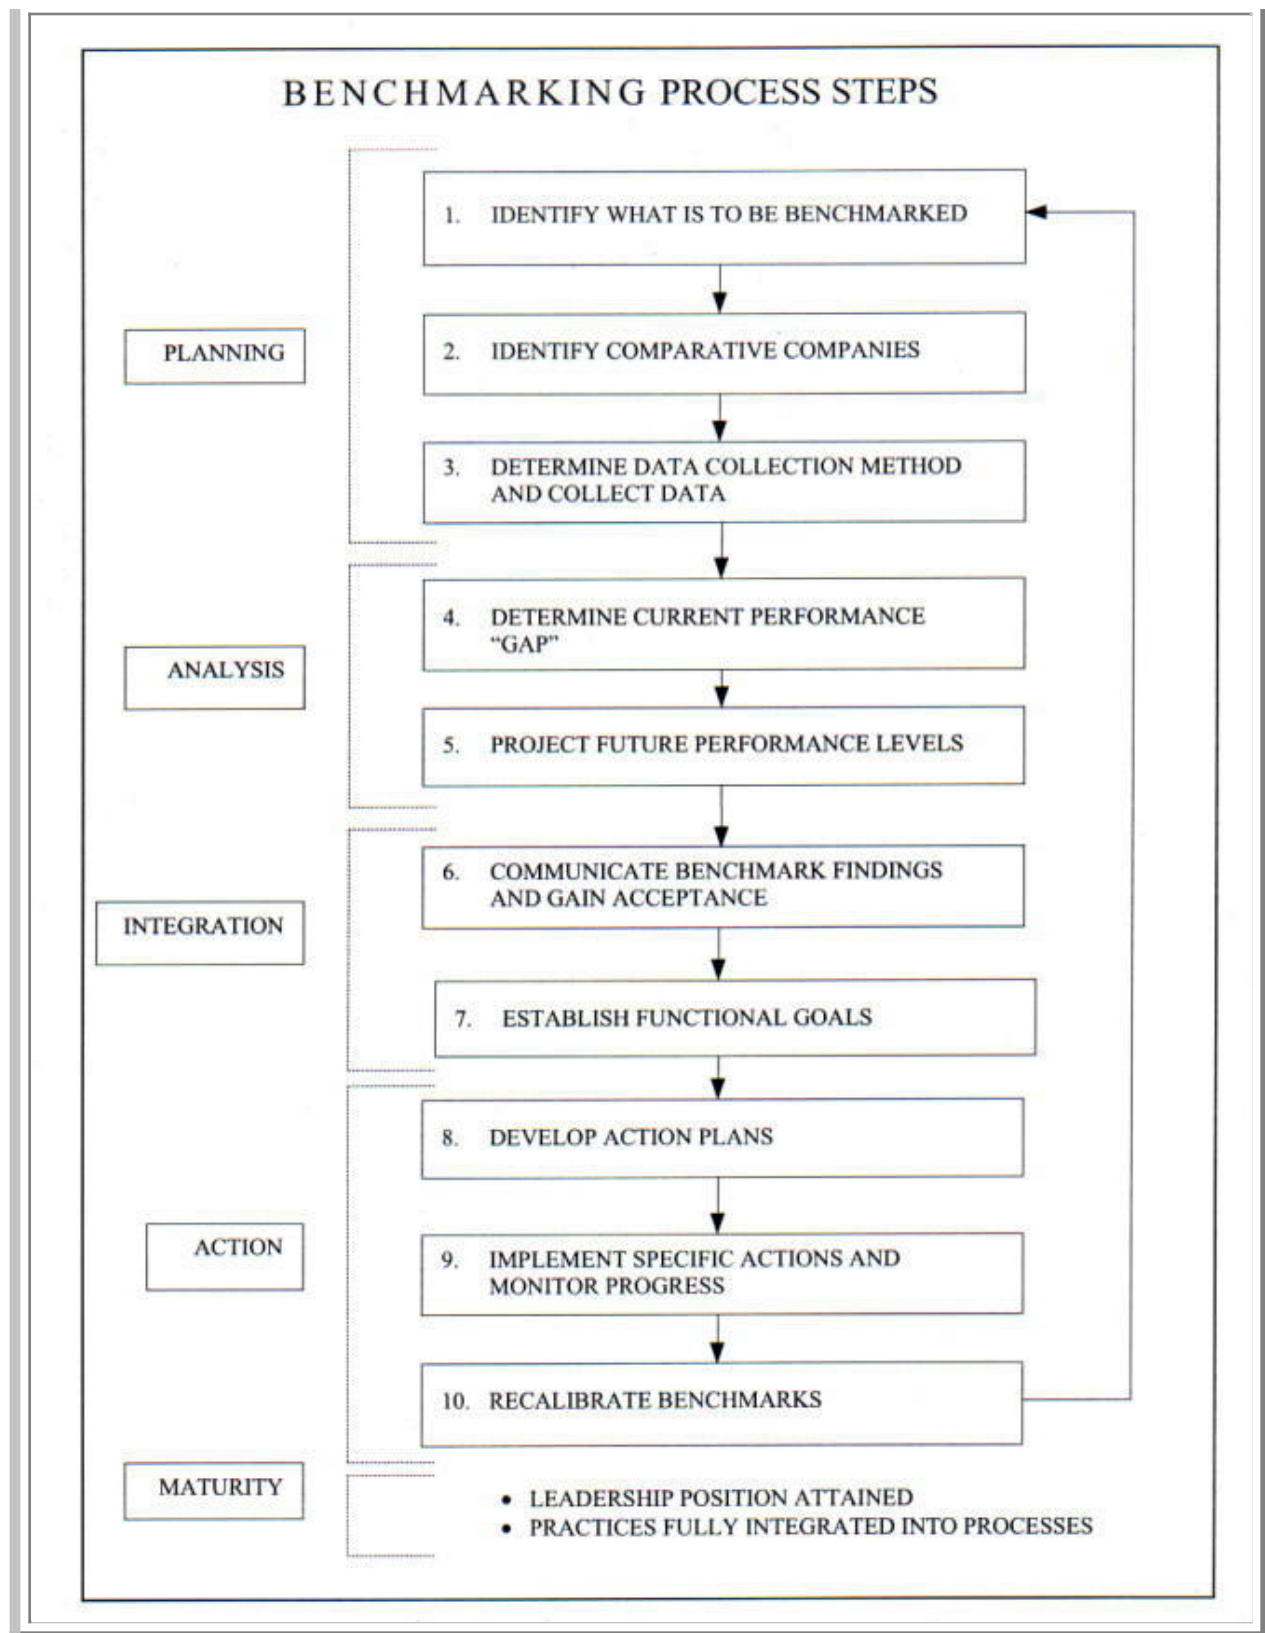 BENCHMARKING PROCESS STEPS
1. IDENTIFY WHAT IS TO BE BENCHMARKED
PLANNING
2. IDENTIFY COMPARATIVE COMPANIES
3. DETERMINE DATA COLLECTION METHOD
AND COLLECT DATA
4. DETERMINE CURRENT PERFORMANCE
“GAP”
ANALYSIS
5. PROJECT FUTURE PERFORMANCE LEVELS
6. COMMUNICATE BENCHMARK FINDINGS
AND GAIN ACCEPTANCE
INTEGRATION
7. ESTABLISH FUNCTIONAL GOALS
8. DEVELOP ACTION PLANS
ACTION
9. IMPLEMENT SPECIFIC ACTIONS AND
MONITOR PROGRESS
10. RECALIBRATE BENCHMARKS
MATURITY
• LEADERSHIP POSITION ATTAINED
• PRACTICES FULLY INTEGRATED INTO PROCESSES